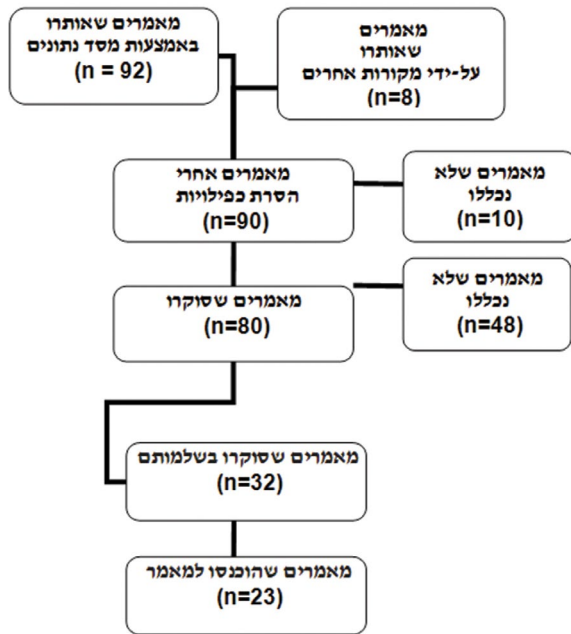 מאמרים שאותרו
באמצעות מסד נתונים
(n = 92)
מאמרים
שאותרו
על-ידי מקורות אחרים
(n=8)
מאמרים אחרי
הסרת כפילויות
(n=90)
מאמרים שלא
נכללו
(n=10)
מאמרים שסוקרו
(n=80)
מאמרים שלא
נכללו
(n=48)
מאמרים שסוקרו בשלמותם
(n=32)
מאמרים שהוכנסו למאמר
(n=23)